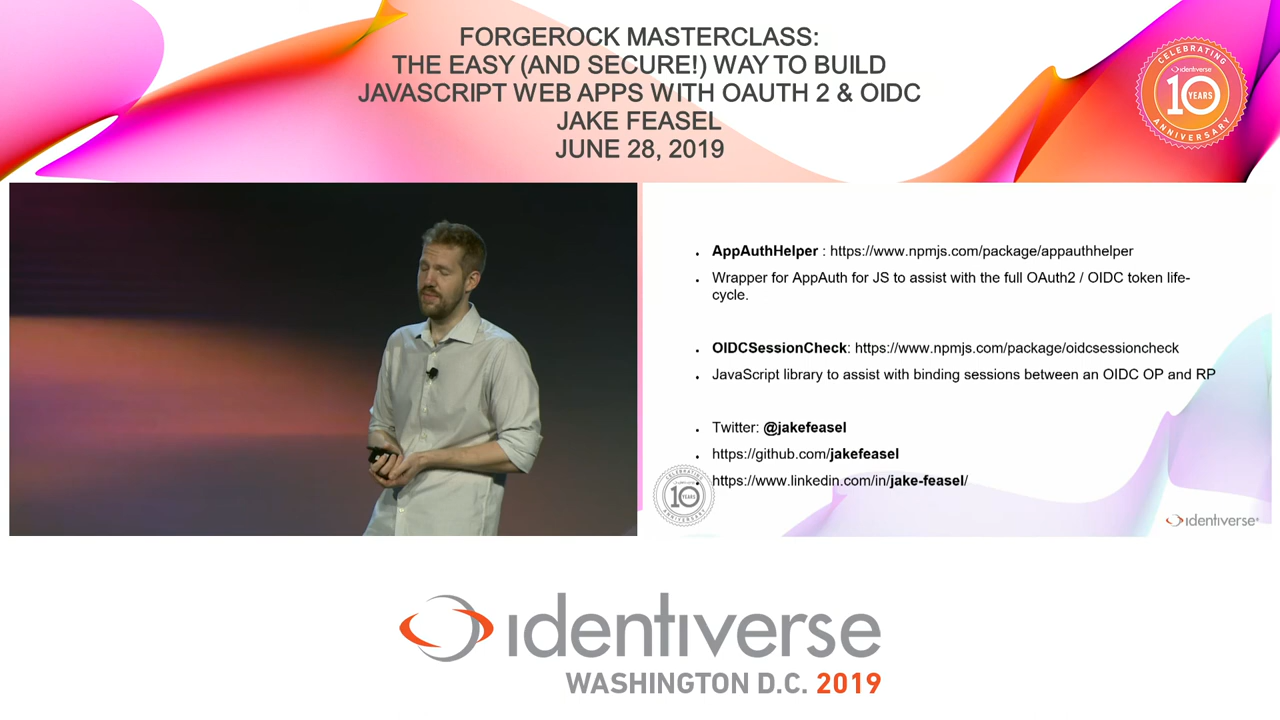 FORGEROCK MASTERCLASS:
THE EASY (AND SECURE!) WAY TO BUILD
JAVASCRIPT WEB APPS WITH OAUTH 2 & OIDC
JAKE FEASEL
JUNE 28, 2019
CELEBRATING
identiverse
10
YEARS
ANNIVERSARY
AppAuthHelper : https://www.npmjs.com/package/appauthhelper
Wrapper for AppAuth for JS to assist with the full OAuth2 / OIDC token life-
cycle.
OIDCSessionCheck: https://www.npmjs.com/package/oidcsessioncheck
JavaScript library to assist with binding sessions between an OIDC OP and RP
Twitter: @jakefeasel
https://github.com/jakefeasel
https://www.linkedin.com/in/jake-feasel/
CELEBRATING
10
YEARS
ANNIVERSARY
identiverse
identiverse
WASHINGTON D.C. 2019